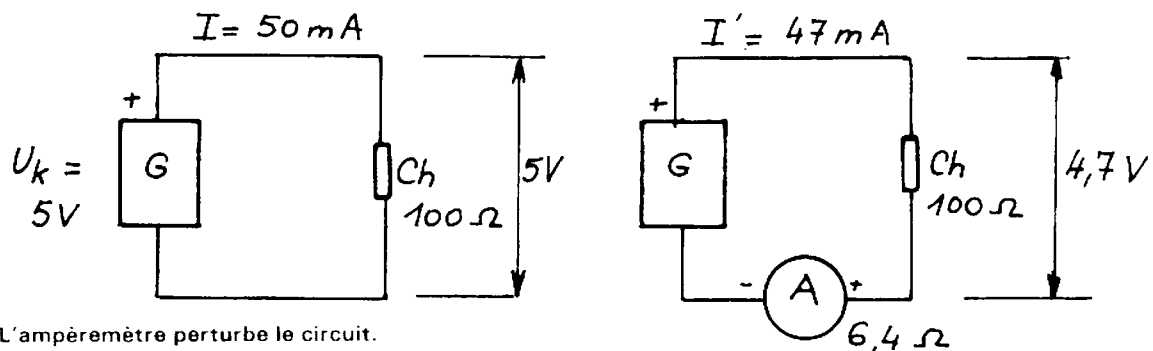 I = 50 mA
+
G
U_k =
5V
Ch
100 Ω
5V
I' = 47 mA
+
G
Ch
100 Ω
4,7 V
- A +
6,4 Ω
L'ampèremètre perturbe le circuit.